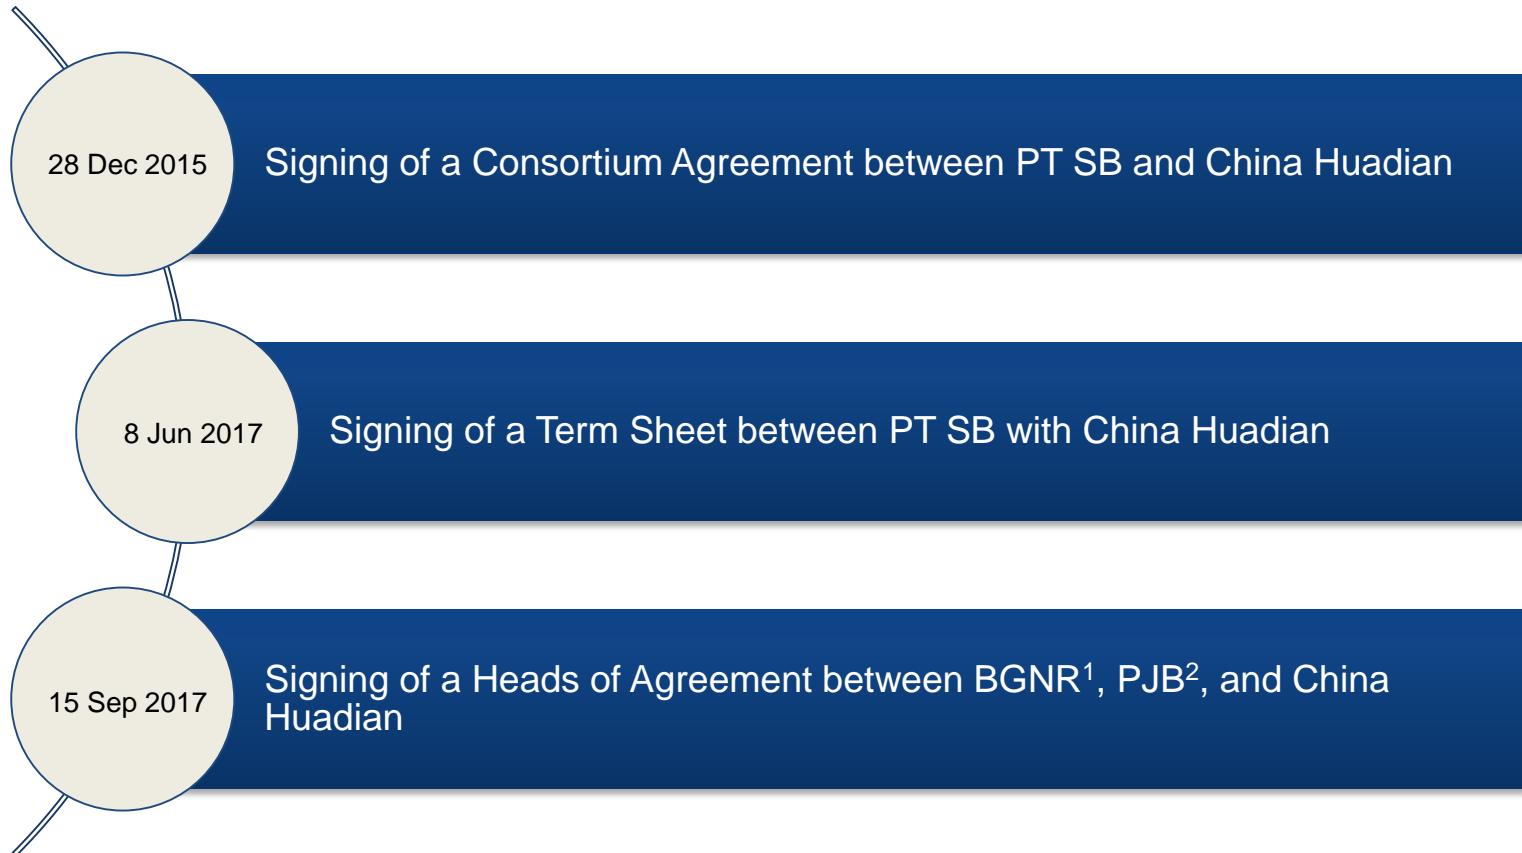 28 Dec 2015
Signing of a Consortium Agreement between PT SB and China Huadian
8 Jun 2017
Signing of a Term Sheet between PT SB with China Huadian
15 Sep 2017
Signing of a Heads of Agreement between BGNR¹, PJB², and China
Huadian